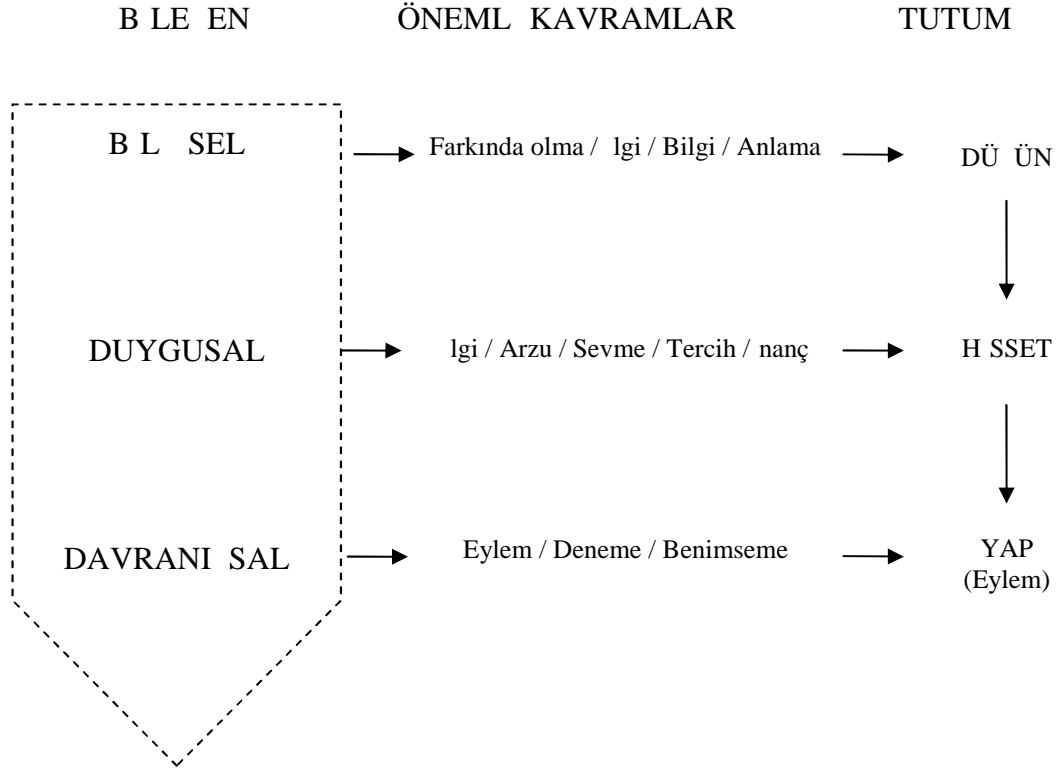 B LE EN ÖNEML KAVRAMLAR TUTUM
B L SEL Farkında olma / lgi / Bilgi / Anlama DÜ ÜN
DUYGUSAL lgi / Arzu / Sevme / Tercih / nanç H SSET
DAVRANI SAL Eylem / Deneme / Benimseme YAP
(Eylem)